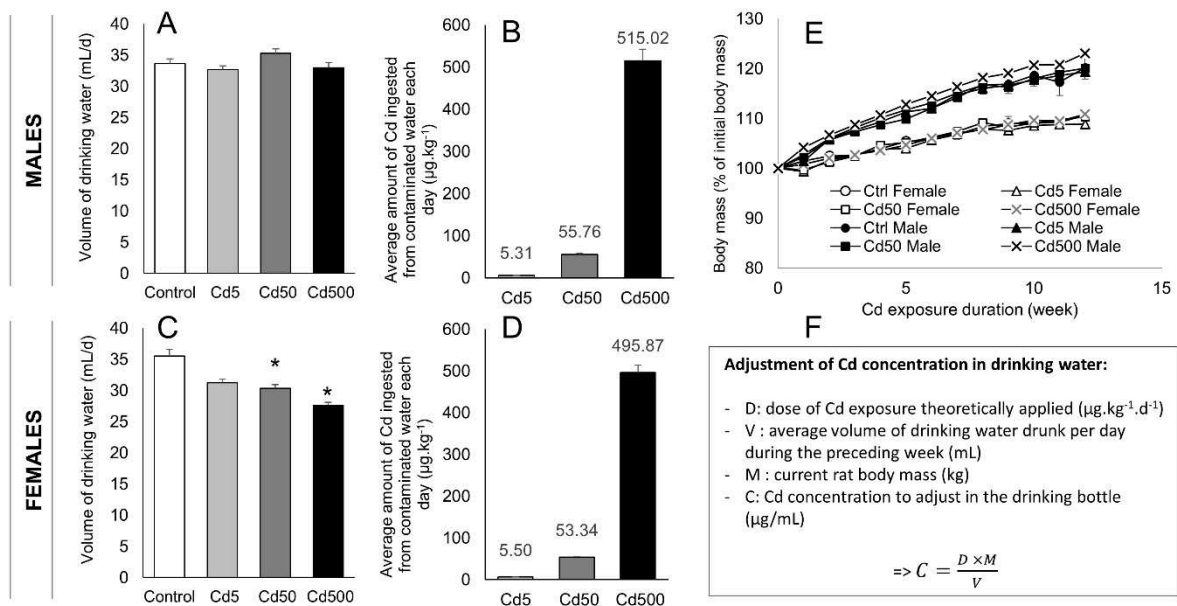 MALES
A
Volume of drinking water (mL/d)
40
35
30
25
20
15
10
5
0
Control Cd5 Cd50 Cd500
B
Average amount of Cd ingested
from contaminated water each
day (µg.kg⁻¹)
600
500
400
300
200
100
0
5.31
55.76
515.02
Cd5 Cd50 Cd500
E
Body mass (% of initial body mass)
130
120
110
100
90
80
Ctrl Female Cd5 Female
Cd50 Female Cd500 Female
Ctrl Male Cd5 Male
Cd50 Male Cd500 Male
0 5 10 15
Cd exposure duration (week)
FEMALES
C
Volume of drinking water (mL/d)
40
35
30
25
20
15
10
5
0
*
*
Control Cd5 Cd50 Cd500
D
Average amount of Cd ingested
from contaminated water each
day (µg.kg⁻¹)
600
500
400
300
200
100
0
5.50
53.34
495.87
Cd5 Cd50 Cd500
F
Adjustment of Cd concentration in drinking water:
- D: dose of Cd exposure theoretically applied (µg.kg⁻¹.d⁻¹)
- V : average volume of drinking water drunk per day
during the preceding week (mL)
- M : current rat body mass (kg)
- C: Cd concentration to adjust in the drinking bottle
(µg/mL)
=> C = D ×M / V